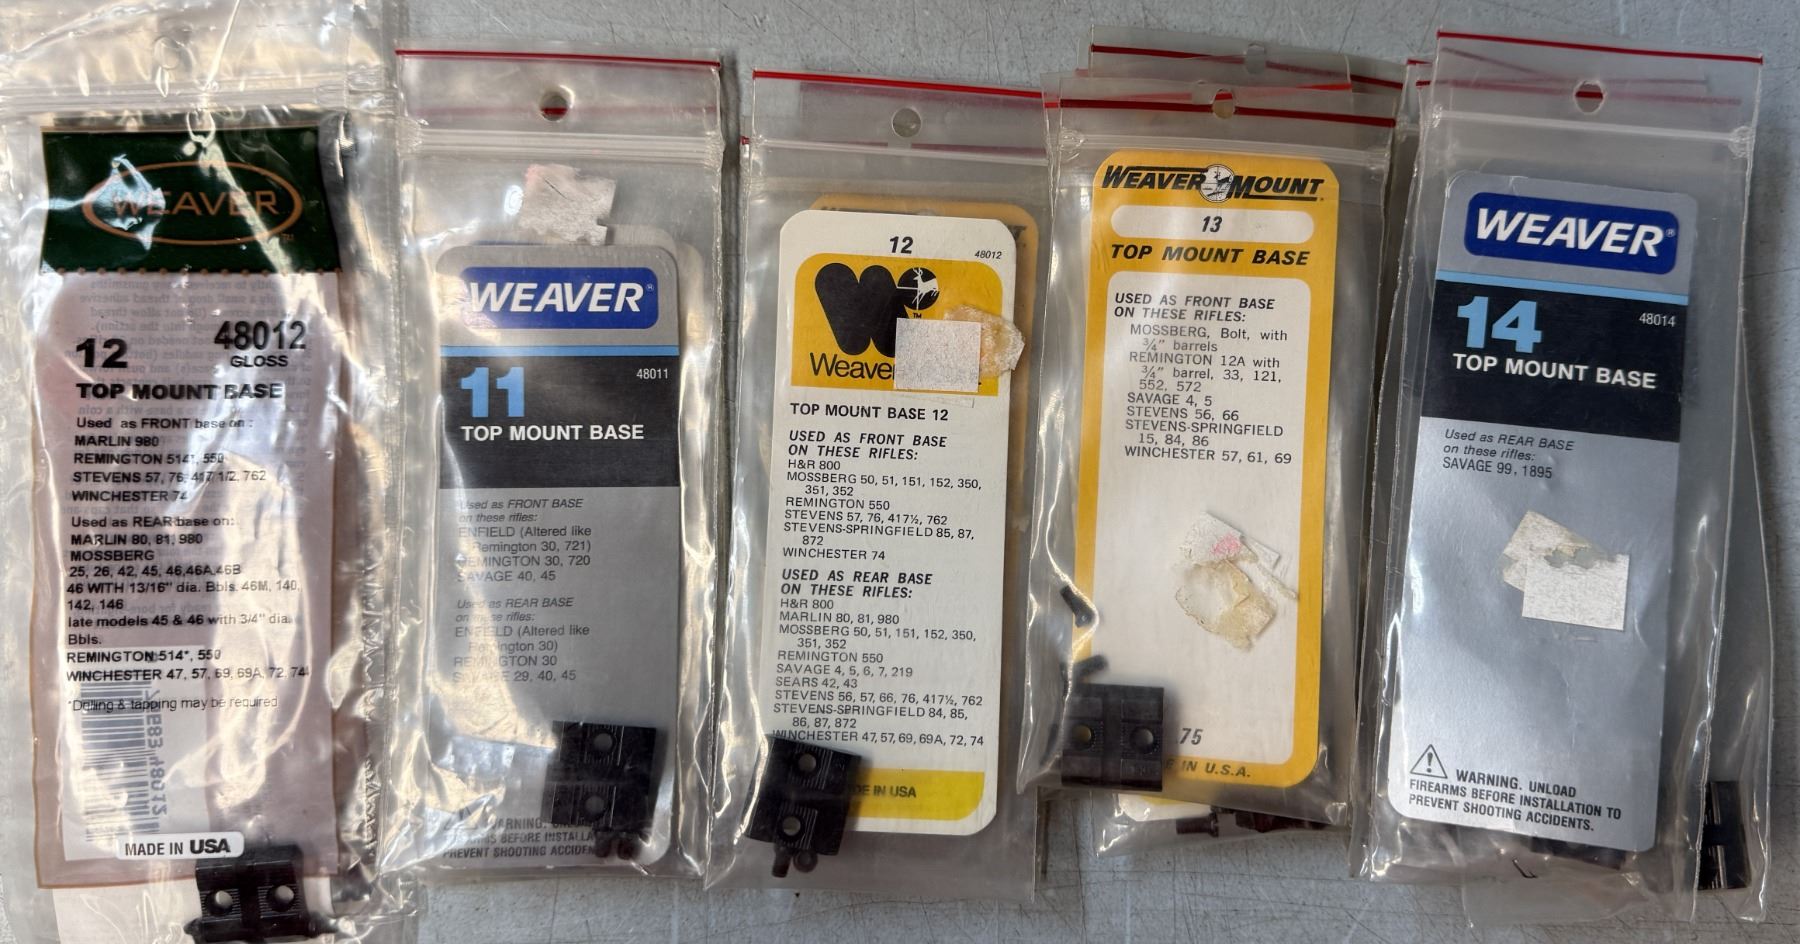 WEAVER
12 48012
GLOSS
TOP MOUNT BASE
Used as FRONT base on:
MARLIN 980
REMINGTON 514*, 550
STEVENS 57, 76, 417 1/2, 762
WINCHESTER 74
Used as REAR base on:
MARLIN 80, 81, 980
MOSSBERG
25, 26, 42, 45, 46,46A,46B
46 WITH 13/16" dia. Bbls. 46M, 140,
142, 146
late models 45 & 46 with 3/4" dia.
Bbls.
REMINGTON 514*, 550
WINCHESTER 47, 57, 69, 69A, 72, 74
*Drilling & tapping may be required
MADE IN USA
WEAVER®
11 48011
TOP MOUNT BASE
Used as FRONT BASE
on these rifles:
ENFIELD (Altered like
Remington 30, 721)
REMINGTON 30, 720
SAVAGE 40, 45
Used as REAR BASE
on these rifles:
ENFIELD (Altered like
Remington 30)
REMINGTON 30
SAVAGE 29, 40, 45
WARNING.
BEFORE INSTALLA
PREVENT SHOOTING ACCIDEN
12
48012
W
TM
Weave
TOP MOUNT BASE 12
USED AS FRONT BASE
ON THESE RIFLES:
H&R 800
MOSSBERG 50, 51, 151, 152, 350,
351, 352
REMINGTON 550
STEVENS 57, 76, 417½, 762
STEVENS-SPRINGFIELD 85, 87,
872
WINCHESTER 74
USED AS REAR BASE
ON THESE RIFLES:
H&R 800
MARLIN 80, 81, 980
MOSSBERG 50, 51, 151, 152, 350,
351, 352
REMINGTON 550
SAVAGE 4, 5, 6, 7, 219
SEARS 42, 43
STEVENS 56, 57, 66, 76, 417½, 762
STEVENS-SPRINGFIELD 84, 85,
86, 87, 872
WINCHESTER 47, 57, 69, 69A, 72, 74
DE IN USA
WEAVER MOUNT
13
TOP MOUNT BASE
USED AS FRONT BASE
ON THESE RIFLES:
MOSSBERG, Bolt, with
¾" barrels
REMINGTON 12A with
¾" barrel, 33, 121,
552, 572
SAVAGE 4, 5
STEVENS 56, 66
STEVENS-SPRINGFIELD
15, 84, 86
WINCHESTER 57, 61, 69
75
E IN U.S.A.
WEAVER®
14 48014
TOP MOUNT BASE
Used as REAR BASE
on these rifles:
SAVAGE 99, 1895
WARNING. UNLOAD
FIREARMS BEFORE INSTALLATION TO
PREVENT SHOOTING ACCIDENTS.